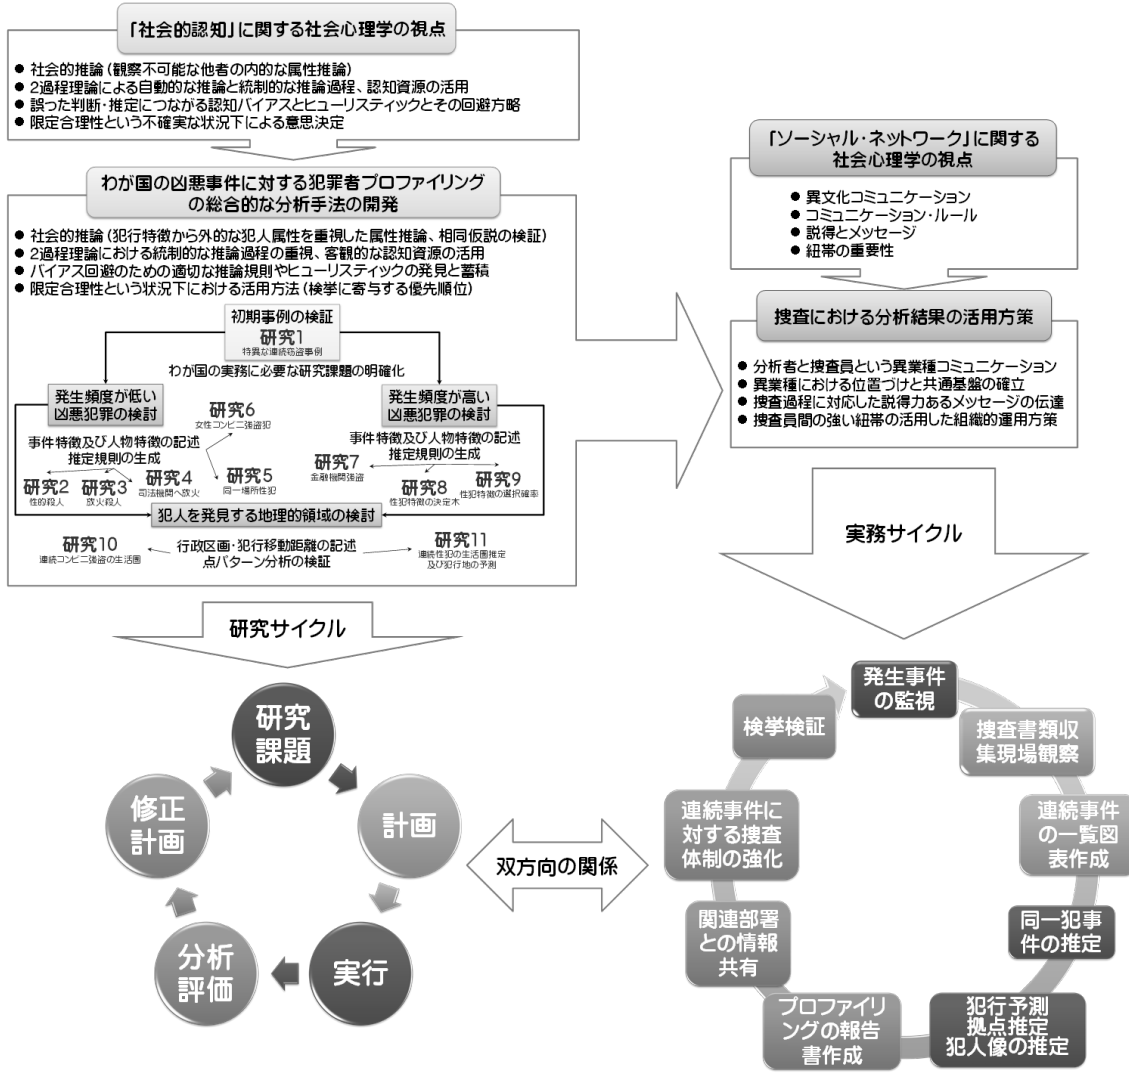 「社会的認知」に関する社会心理学の視点
● 社会的推論（観察不可能な他者の内的な属性推論）
● 2過程理論による自動的な推論と統制的な推論過程、認知資源の活用
● 誤った判断・推定につながる認知バイアスとヒューリスティックとその回避方略
● 限定合理性という不確実な状況下による意思決定
わが国の凶悪事件に対する犯罪者プロファイリング
の総合的な分析手法の開発
● 社会的推論（犯行特徴から外的な犯人属性を重視した属性推論、相同仮説の検証）
● 2過程理論における統制的な推論過程の重視、客観的な認知資源の活用
● バイアス回避のための適切な推論規則やヒューリスティックの発見と蓄積
● 限定合理性という状況下における活用方法（検挙に寄与する優先順位）
初期事例の検証
研究1
特異な連続窃盗事例
わが国の実務に必要な研究課題の明確化
発生頻度が低い
凶悪犯罪の検討
事件特徴及び人物特徴の記述
推定規則の生成
研究2
性的殺人
研究3
放火殺人
研究4
司法機関へ放火
研究5
同一場所性犯
研究6
女性コンビニ強盗犯
発生頻度が高い
凶悪犯罪の検討
事件特徴及び人物特徴の記述
推定規則の生成
研究7
金融機関強盗
研究8
性犯特徴の決定木
研究9
性犯特徴の選択確率
犯人を発見する地理的領域の検討
研究10
連続コンビニ強盗の生活圏
行政区画・犯行移動距離の記述
点パターン分析の検証
研究11
連続性犯の生活圏推定
及び犯行地の予測
「ソーシャル・ネットワーク」に関する
社会心理学の視点
● 異文化コミュニケーション
● コミュニケーション・ルール
● 説得とメッセージ
● 紐帯の重要性
捜査における分析結果の活用方策
● 分析者と捜査員という異業種コミュニケーション
● 異業種における位置づけと共通基盤の確立
● 捜査過程に対応した説得力あるメッセージの伝達
● 捜査員間の強い紐帯の活用した組織的運用方策
研究サイクル
研究
課題
計画
実行
分析
評価
修正
計画
双方向の関係
実務サイクル
発生事件
の監視
捜査書類収
集現場観察
連続事件
の一覧図
表作成
同一犯事
件の推定
犯行予測
拠点推定
犯人像の推定
プロファイリ
ングの報告
書作成
関連部署
との情報
共有
連続事件に
対する捜査
体制の強化
検挙検証